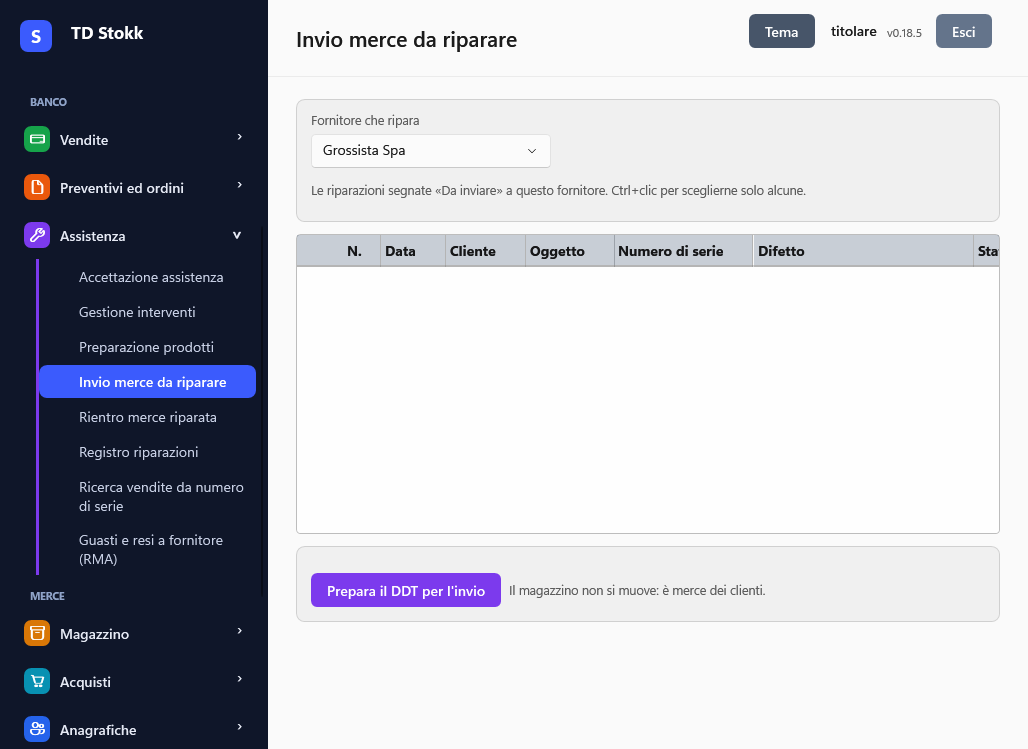 S
TD Stokk
BANCO
Vendite
Preventivi ed ordini
Assistenza
Accettazione assistenza
Gestione interventi
Preparazione prodotti
Invio merce da riparare
Rientro merce riparata
Registro riparazioni
Ricerca vendite da numero
di serie
Guasti e resi a fornitore
(RMA)
MERCE
Magazzino
Acquisti
Anagrafiche
Invio merce da riparare
Tema
titolare
v0.18.5
Esci
Fornitore che ripara
Grossista Spa
Le riparazioni segnate «Da inviare» a questo fornitore. Ctrl+clic per sceglierne solo alcune.
N. Data Cliente Oggetto Numero di serie Difetto Sta
Prepara il DDT per l'invio
Il magazzino non si muove: è merce dei clienti.